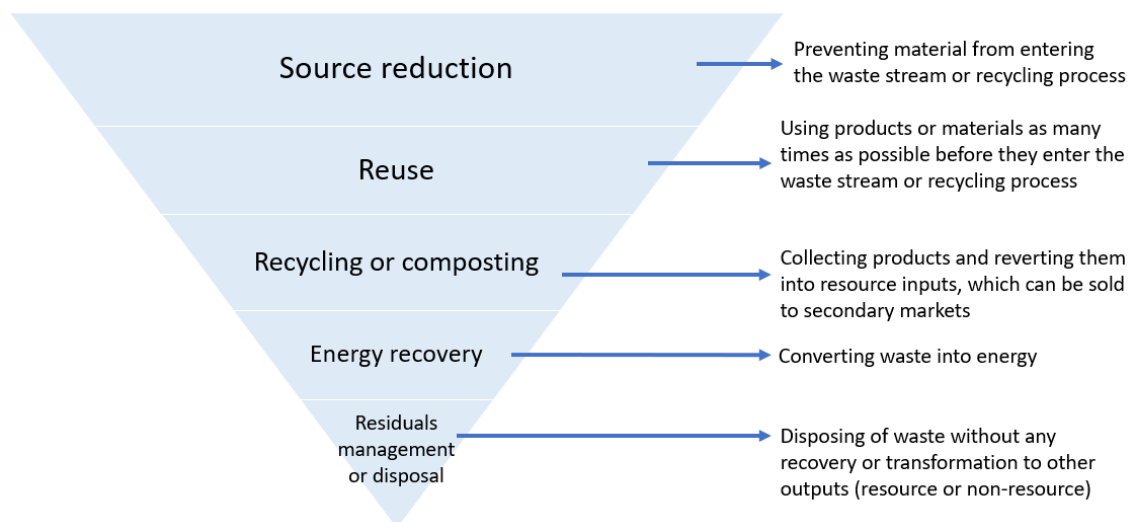 Source reduction
Preventing material from entering
the waste stream or recycling process
Reuse
Using products or materials as many
times as possible before they enter the
waste stream or recycling process
Recycling or composting
Collecting products and reverting them
into resource inputs, which can be sold
to secondary markets
Energy recovery
Converting waste into energy
Residuals
management
or disposal
Disposing of waste without any
recovery or transformation to other
outputs (resource or non-resource)